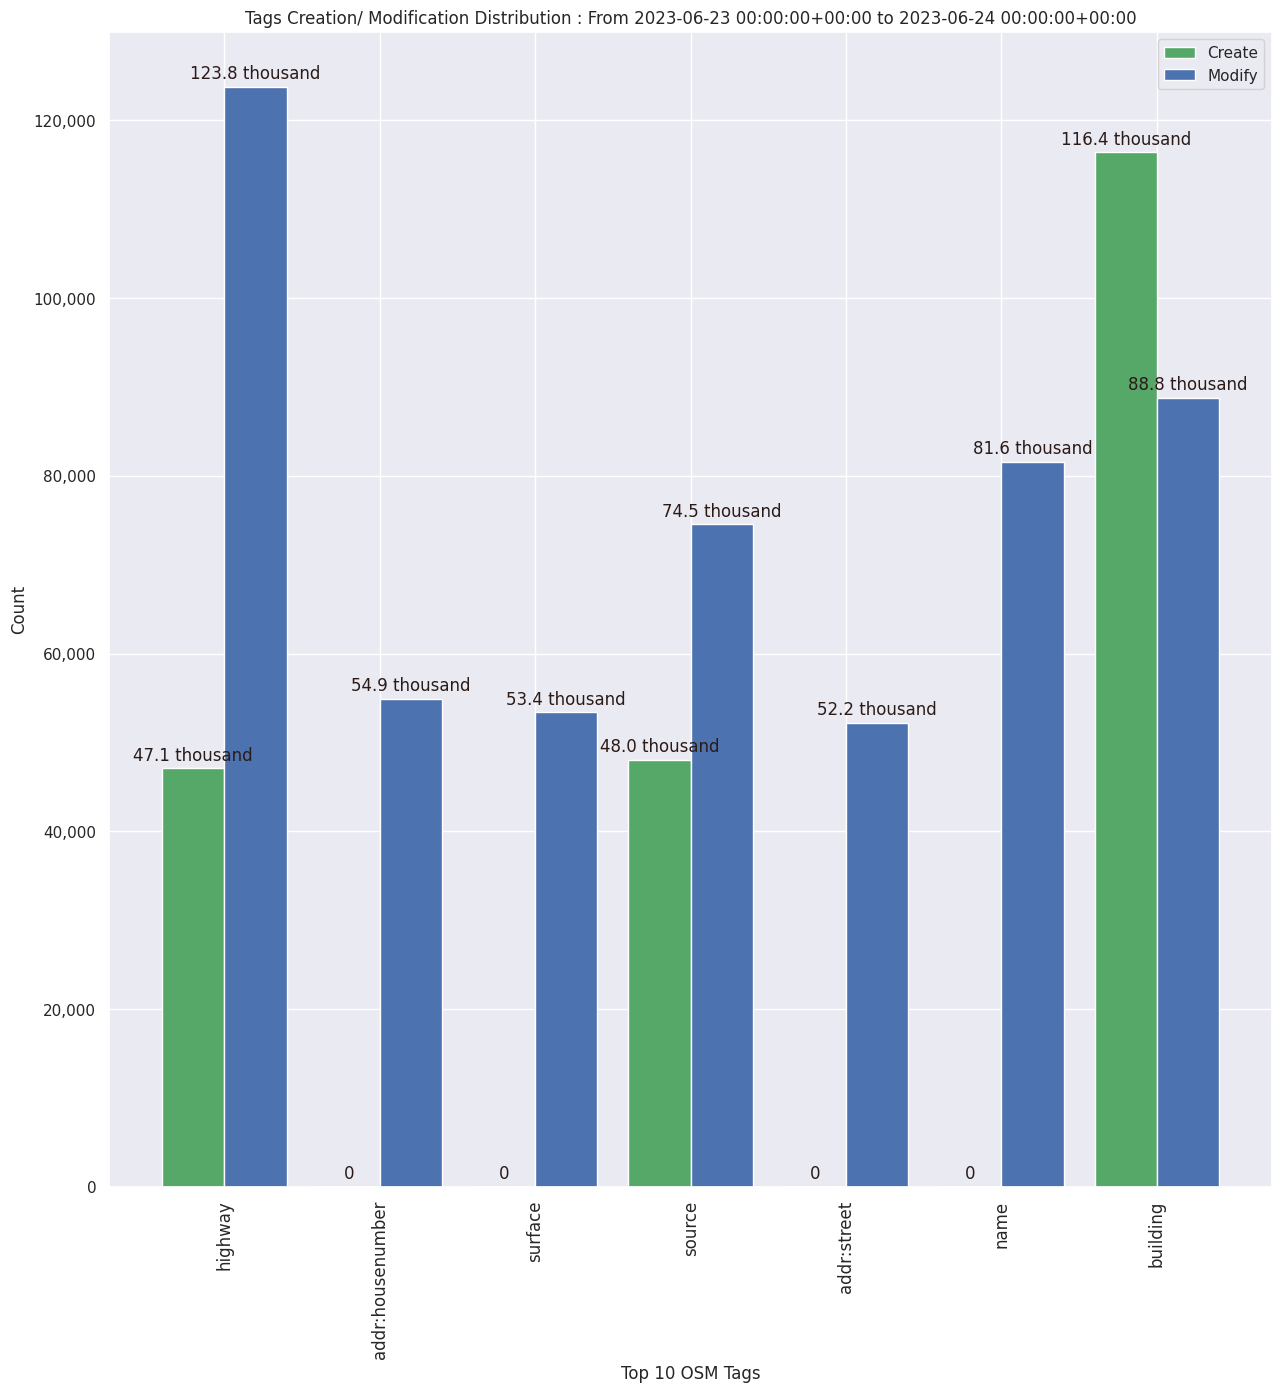 Tags Creation/ Modification Distribution : From 2023-06-23 00:00:00+00:00 to 2023-06-24 00:00:00+00:00
Create
Modify
Count
120,000
100,000
80,000
60,000
40,000
20,000
0
47.1 thousand
123.8 thousand
0
54.9 thousand
0
53.4 thousand
48.0 thousand
74.5 thousand
0
52.2 thousand
0
81.6 thousand
116.4 thousand
88.8 thousand
highway
addr:housenumber
surface
source
addr:street
name
building
Top 10 OSM Tags